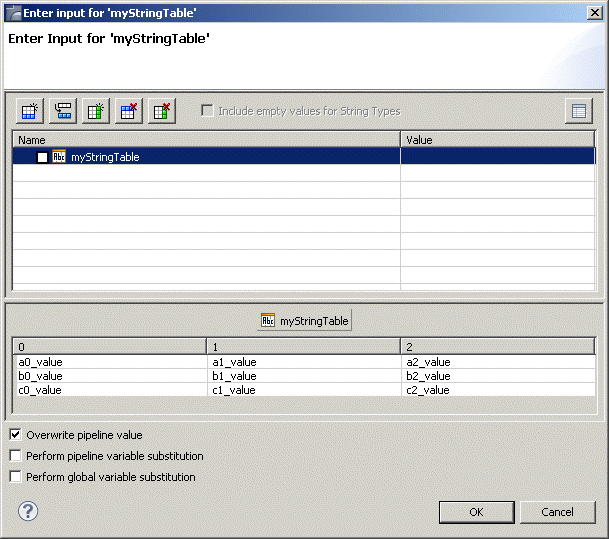 Enter input for 'myStringTable'
Enter Input for 'myStringTable'
Include empty values for String Types
Name Value
Abc myStringTable
Abc myStringTable
0 1 2
a0_value a1_value a2_value
b0_value b1_value b2_value
c0_value c1_value c2_value
Overwrite pipeline value
Perform pipeline variable substitution
Perform global variable substitution
? OK Cancel